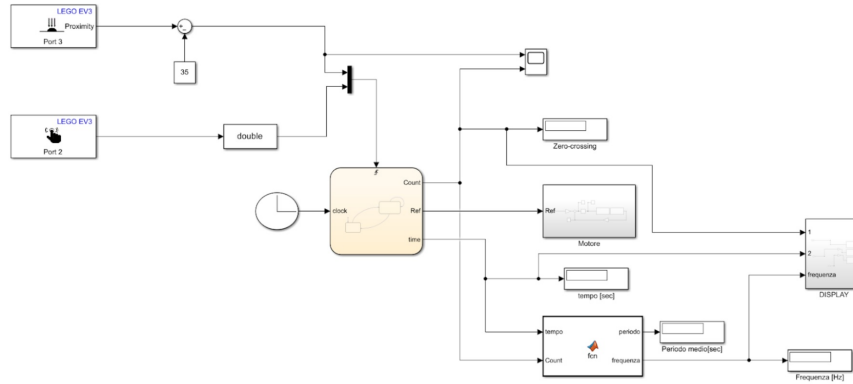 LEGO EV3
Proximity
Port 3
35
LEGO EV3
Port 2
double
clock
Count
Ref
time
Zero-crossing
Ref
Motore
tempo [sec]
1
2
frequenza
DISPLAY
tempo
Count
fcn
periodo
frequenza
Periodo medio[sec]
Frequenza [Hz]